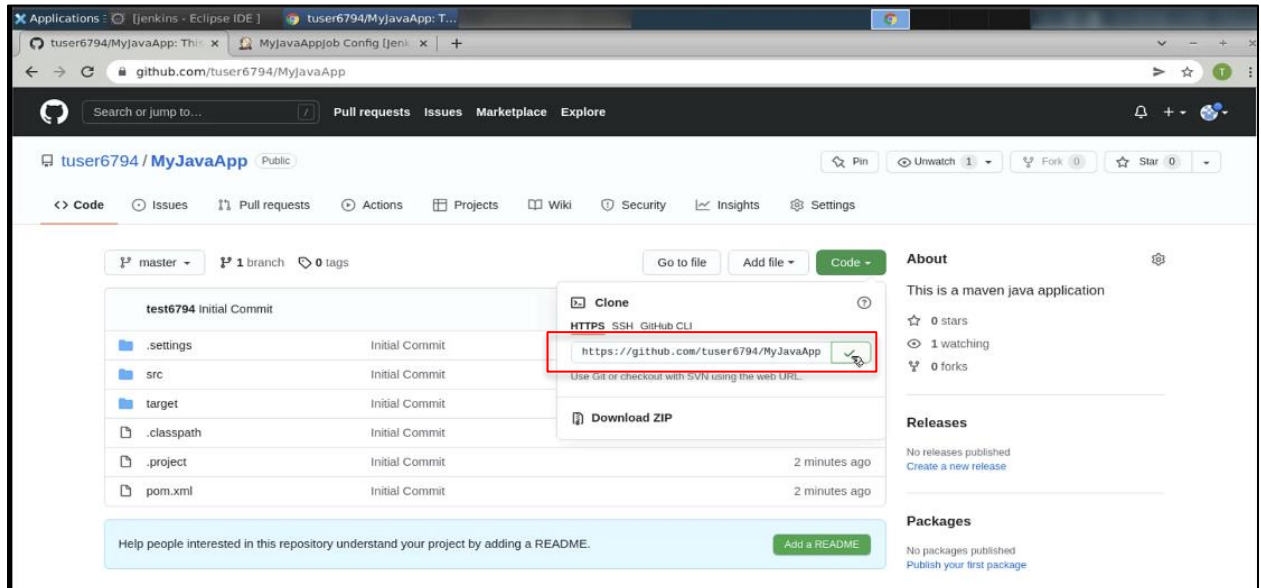 Applications : [jenkins - Eclipse IDE ] tuser6794/MyJavaApp: T...
tuser6794/MyJavaApp: This x MyJavaAppJob Config [Jenk x +
github.com/tuser6794/MyJavaApp T
Search or jump to... / Pull requests Issues Marketplace Explore
tuser6794 / MyJavaApp Public Pin Unwatch 1 Fork 0 Star 0
<> Code Issues Pull requests Actions Projects Wiki Security Insights Settings
master 1 branch 0 tags Go to file Add file Code
test6794 Initial Commit
.settings Initial Commit
src Initial Commit
target Initial Commit
.classpath Initial Commit
.project Initial Commit 2 minutes ago
pom.xml Initial Commit 2 minutes ago
Clone
HTTPS SSH GitHub CLI
https://github.com/tuser6794/MyJavaApp
Use Git or checkout with SVN using the web URL.
Download ZIP
Help people interested in this repository understand your project by adding a README. Add a README
About
This is a maven java application
0 stars
1 watching
0 forks
Releases
No releases published
Create a new release
Packages
No packages published
Publish your first package